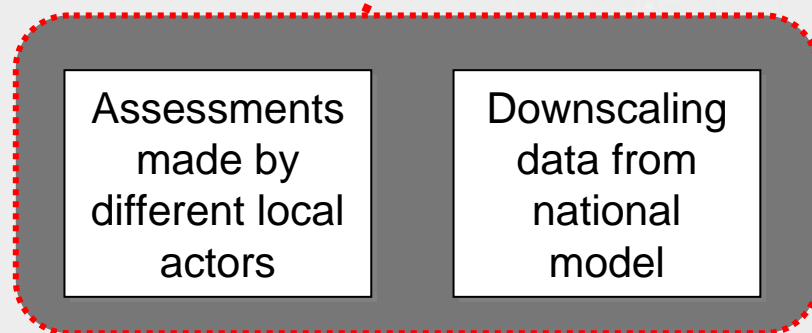 Assessments
made by
different local
actors
Downscaling
data from
national
model